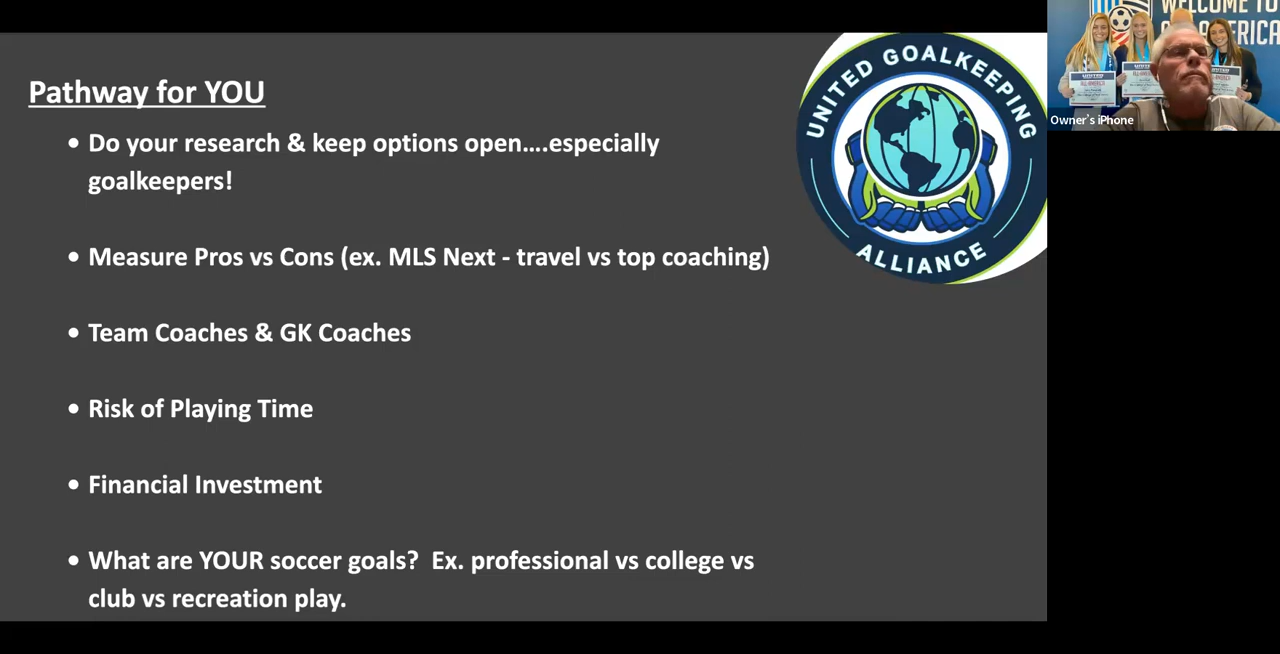 Pathway for YOU
• Do your research & keep options open....especially
goalkeepers!
• Measure Pros vs Cons (ex. MLS Next - travel vs top coaching)
• Team Coaches & GK Coaches
• Risk of Playing Time
• Financial Investment
• What are YOUR soccer goals?  Ex. professional vs college vs
club vs recreation play.
UNITED GOALKEEPING
ALLIANCE
WELCOME TO
Owner's iPhone